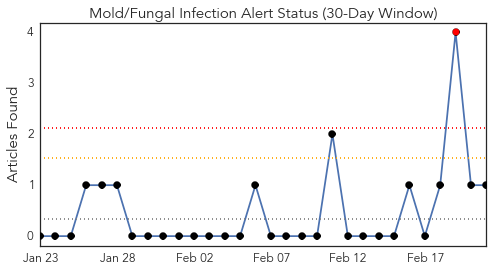 Mold/Fungal Infection Alert Status (30-Day Window)
Articles Found
4
3
2
1
0
Jan 23 Jan 28 Feb 02 Feb 07 Feb 12 Feb 17